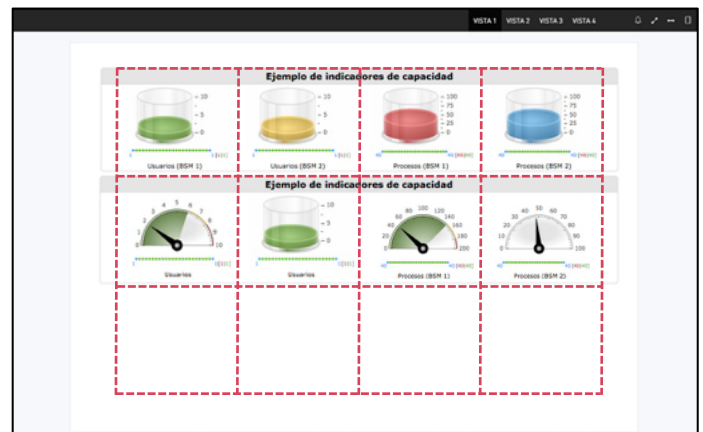 VISTA 1 VISTA 2 VISTA 3 VISTA 4
Ejemplo de indicadores de capacidad
10
5
0
10
5
0
100
75
50
25
0
100
75
50
25
0
Usuarios (BSM 1) Usuarios (BSM 2) Procesos (BSM 1) Procesos (BSM 2)
Ejemplo de indicadores de capacidad
0 1 2 3 4 5 6 7 8 9 10
10
5
0
0 20 40 60 80 100 120 140 160 180 200
0 10 20 30 40 50 60 70 80 90 100
Usuarios Usuarios Procesos (BSM 1) Procesos (BSM 2)